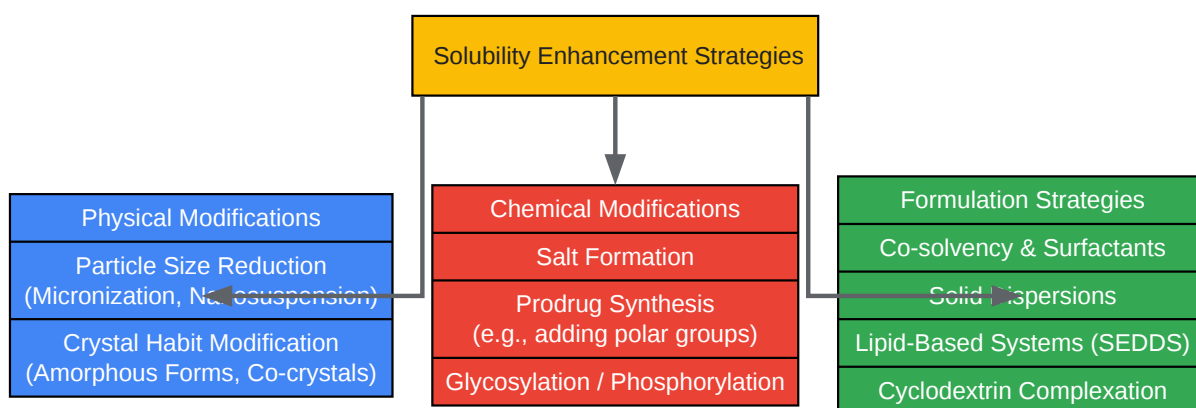 Solubility Enhancement Strategies
Physical Modifications
Particle Size Reduction
(Micronization, Nanosuspension)
Crystal Habit Modification
(Amorphous Forms, Co-crystals)
Chemical Modifications
Salt Formation
Prodrug Synthesis
(e.g., adding polar groups)
Glycosylation / Phosphorylation
Formulation Strategies
Co-solvency & Surfactants
Solid Dispersions
Lipid-Based Systems (SEDDS)
Cyclodextrin Complexation